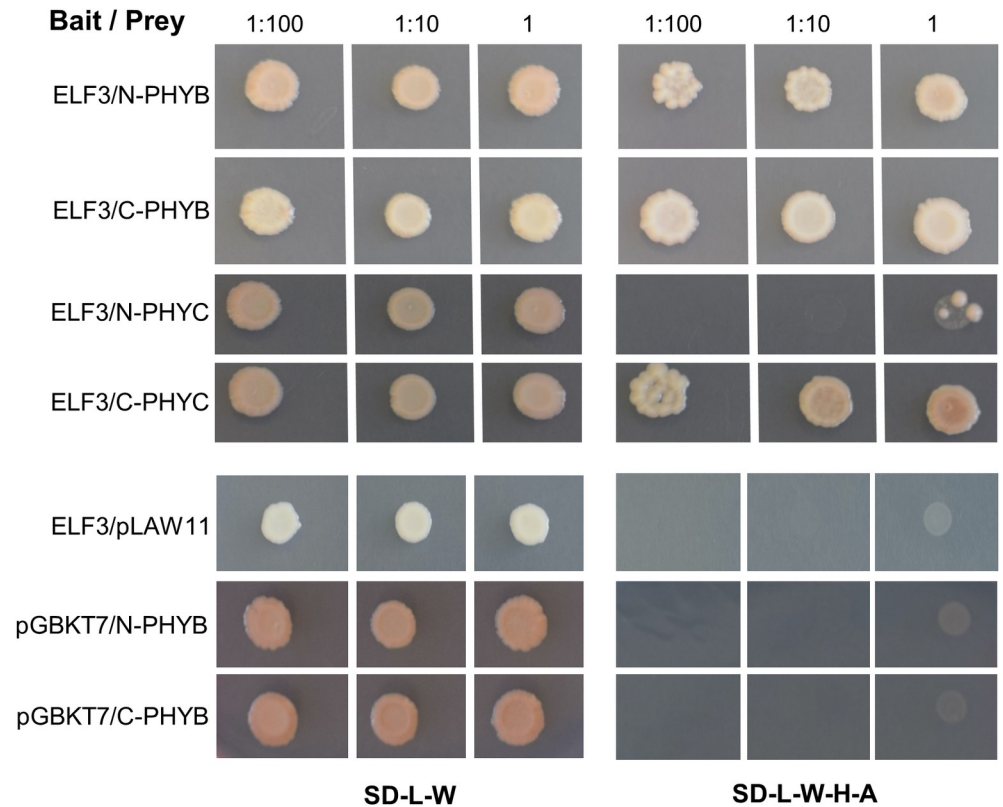 Bait / Prey 1:100 1:10 1 1:100 1:10 1
ELF3/N-PHYB
ELF3/C-PHYB
ELF3/N-PHYC
ELF3/C-PHYC
ELF3/pLAW11
pGBKT7/N-PHYB
pGBKT7/C-PHYB
SD-L-W SD-L-W-H-A